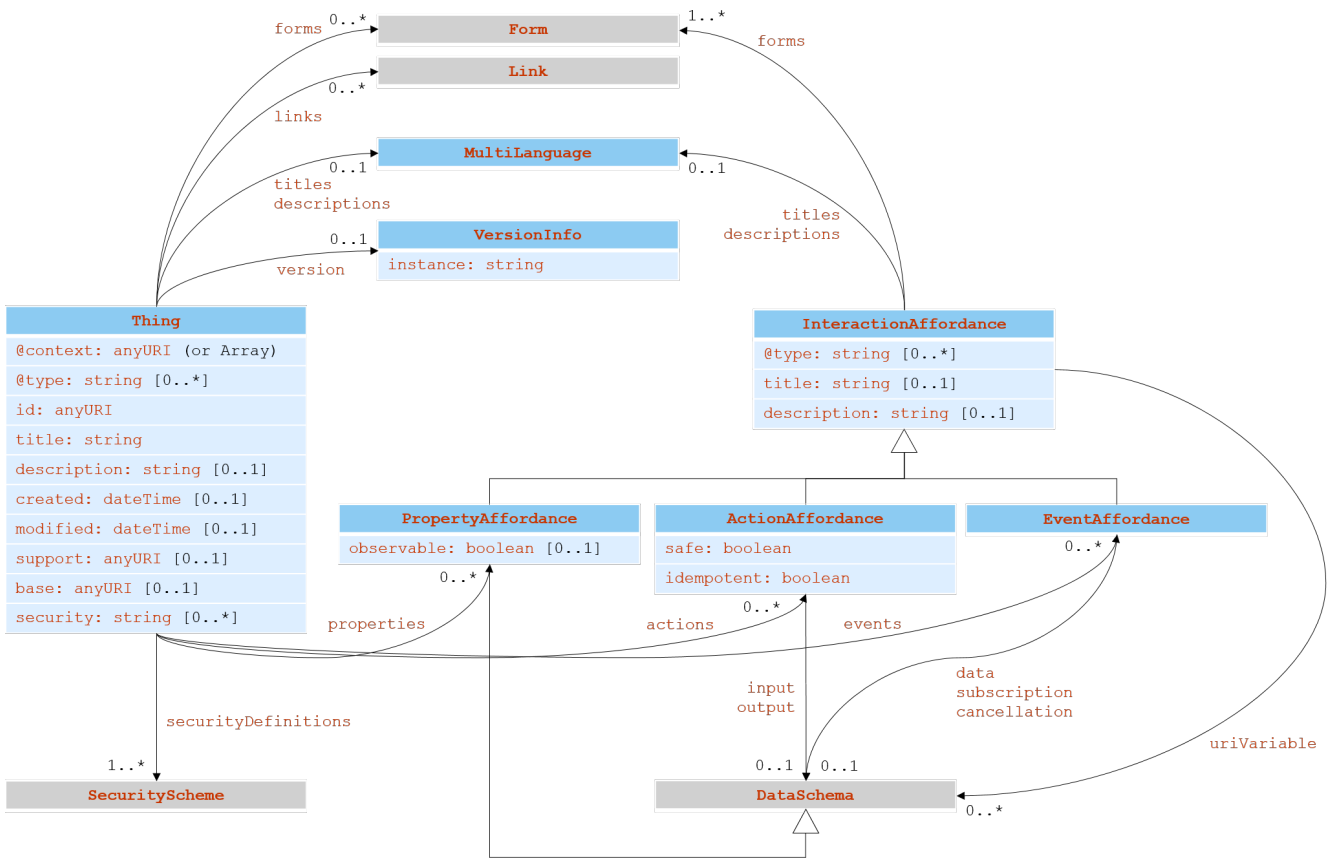 forms 0..*
Form
1..*
forms
Link
0..*
links
MultiLanguage
0..1
titles
descriptions
0..1
titles
descriptions
VersionInfo
instance: string
0..1
version
Thing
@context: anyURI (or Array)
@type: string [0..*]
id: anyURI
title: string
description: string [0..1]
created: dateTime [0..1]
modified: dateTime [0..1]
support: anyURI [0..1]
base: anyURI [0..1]
security: string [0..*]
InteractionAffordance
@type: string [0..*]
title: string [0..1]
description: string [0..1]
PropertyAffordance
observable: boolean [0..1]
0..*
properties
ActionAffordance
safe: boolean
idempotent: boolean
0..*
actions
EventAffordance
0..*
events
input
output
data
subscription
cancellation
securityDefinitions
uriVariable
1..*
SecurityScheme
0..1 0..1
DataSchema
0..*